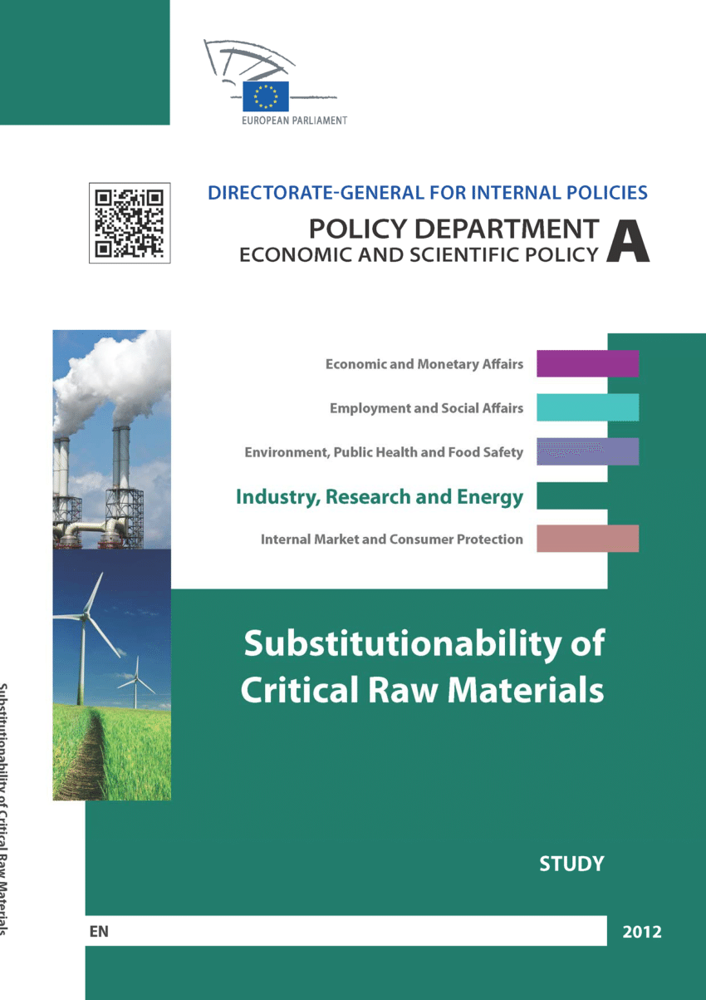 EUROPEAN PARLIAMENT
DIRECTORATE-GENERAL FOR INTERNAL POLICIES
POLICY DEPARTMENT A
ECONOMIC AND SCIENTIFIC POLICY
Economic and Monetary Affairs
Employment and Social Affairs
Environment, Public Health and Food Safety
Industry, Research and Energy
Internal Market and Consumer Protection
Substitutionability of
Critical Raw Materials
STUDY
EN
2012
Substitutionability of Critical Raw Materials